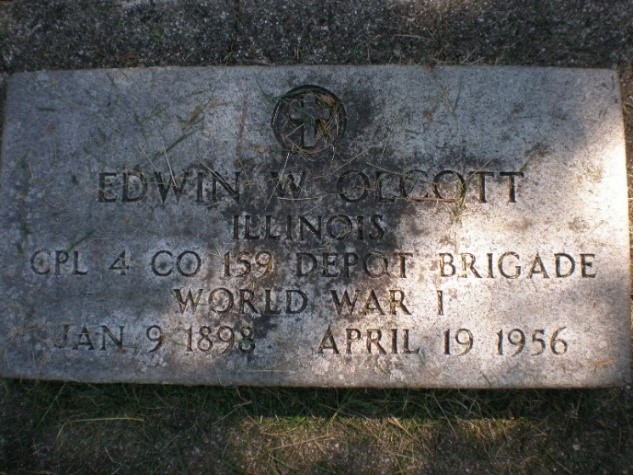 EDWIN W. OLCOTT
ILLINOIS
CPL 4 CO 159 DEPOT BRIGADE
WORLD WAR I
JAN 9 1898 APRIL 19 1956